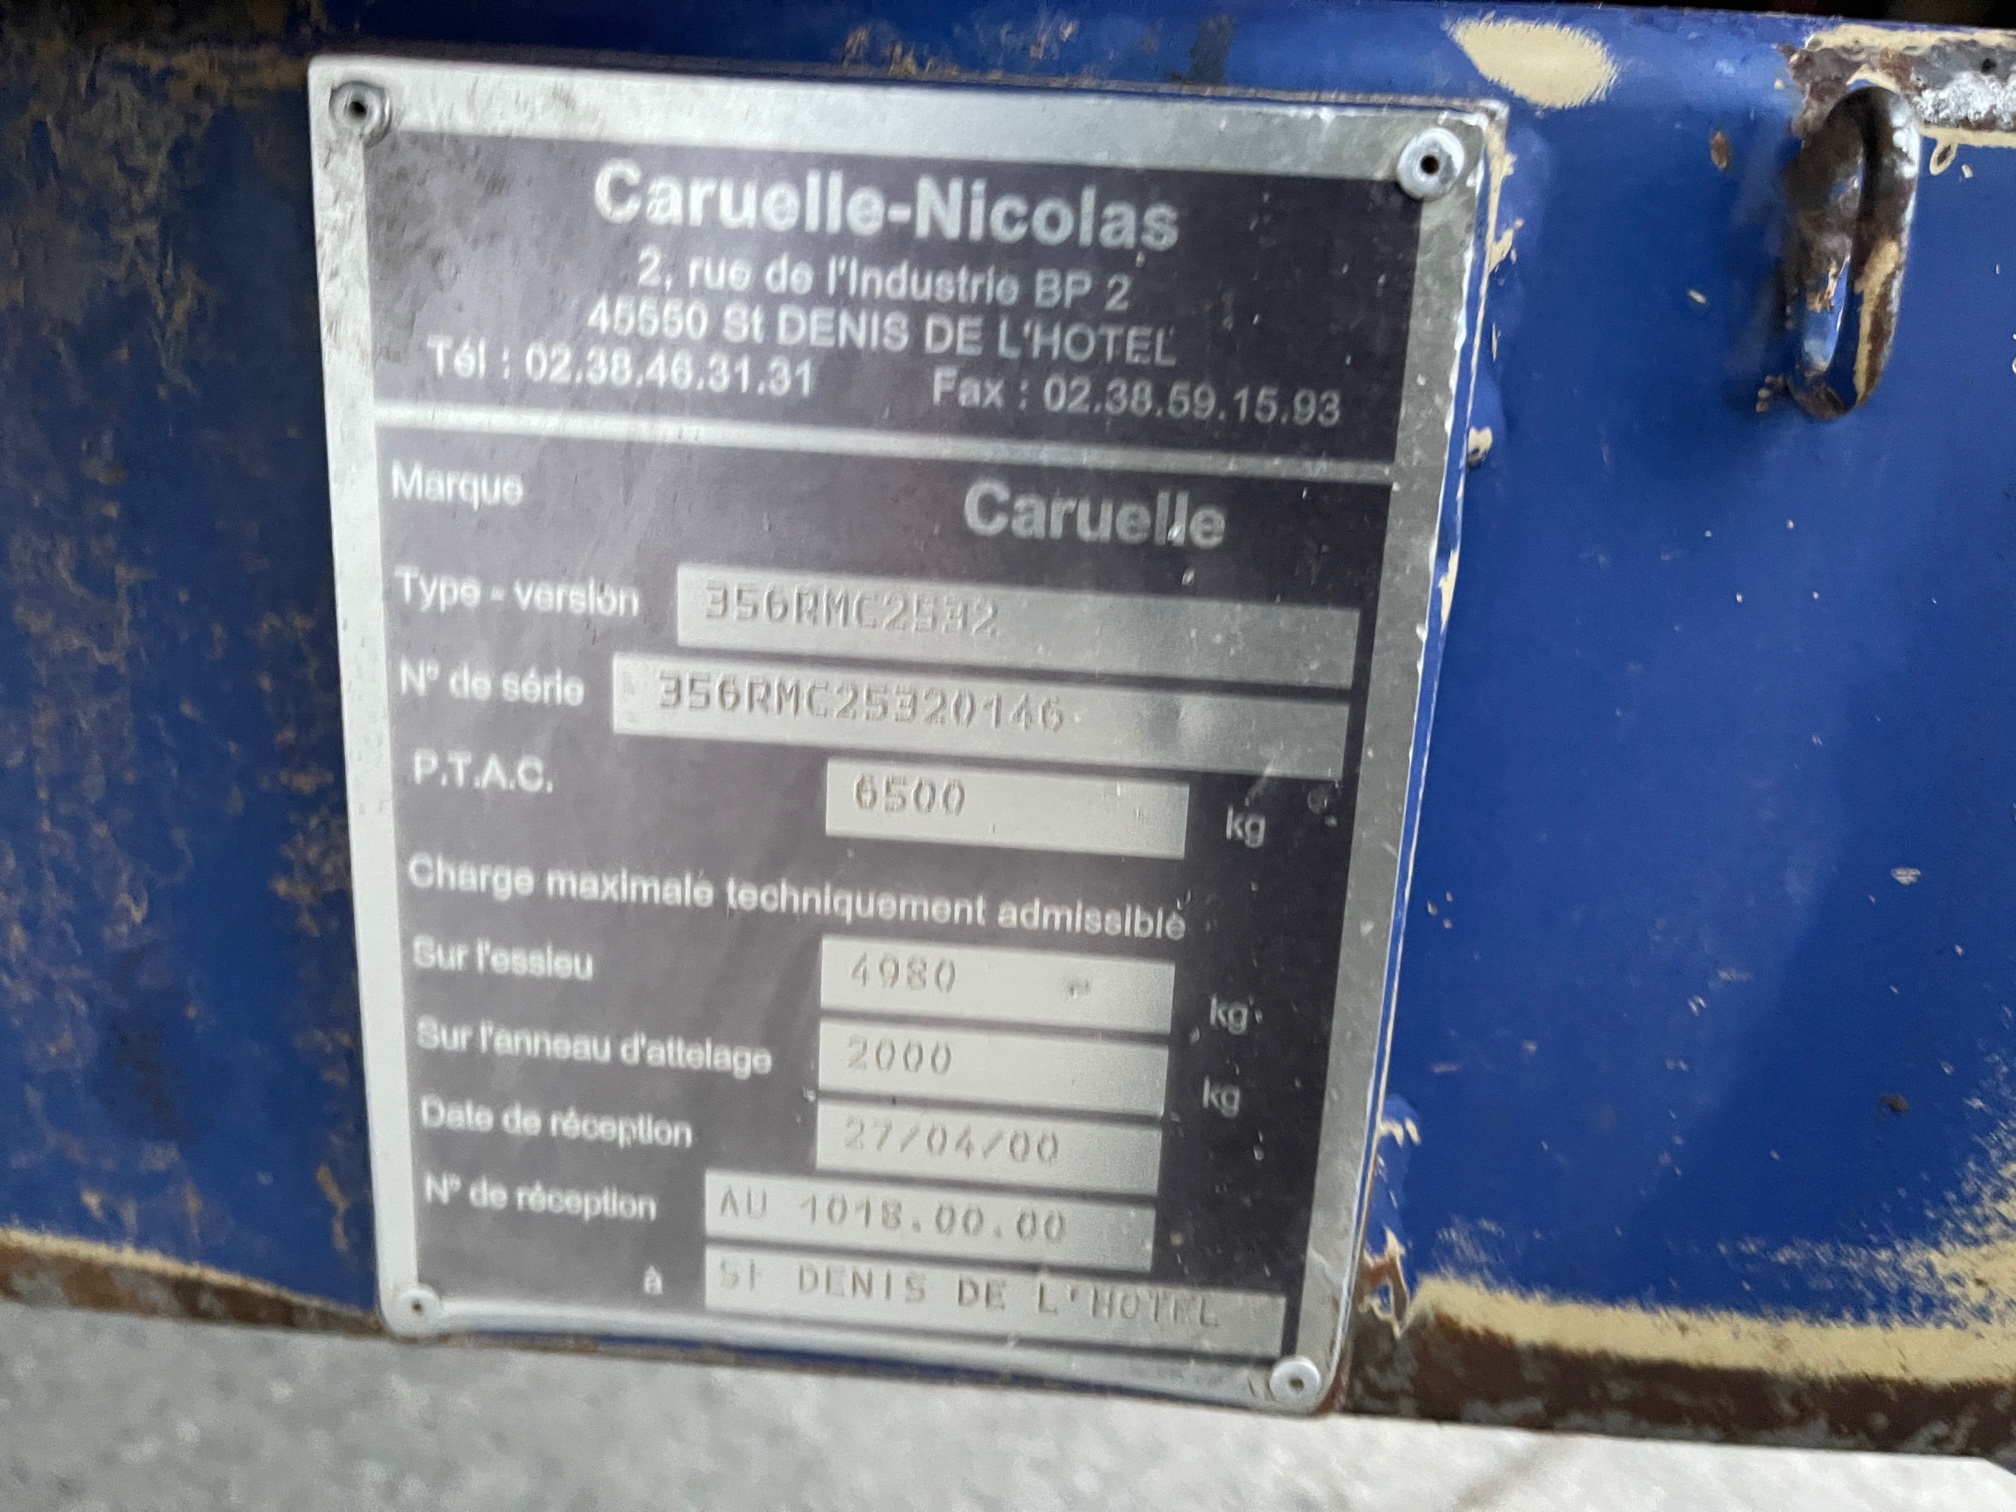 Caruelle-Nicolas
2, rue de l'Industrie BP 2
45550 St DENIS DE L'HOTEL
Tél : 02.38.46.31.31 Fax : 02.38.59.15.93
Marque Caruelle
Type - version 356RMC2532
N° de série 356RMC25320146
P.T.A.C. 6500 kg
Charge maximale techniquement admissible
Sur l'essieu 4980 kg
Sur l'anneau d'attelage 2000 kg
Date de réception 27/04/00
N° de réception AU 1018.00.00
à St DENIS DE L'HOTEL